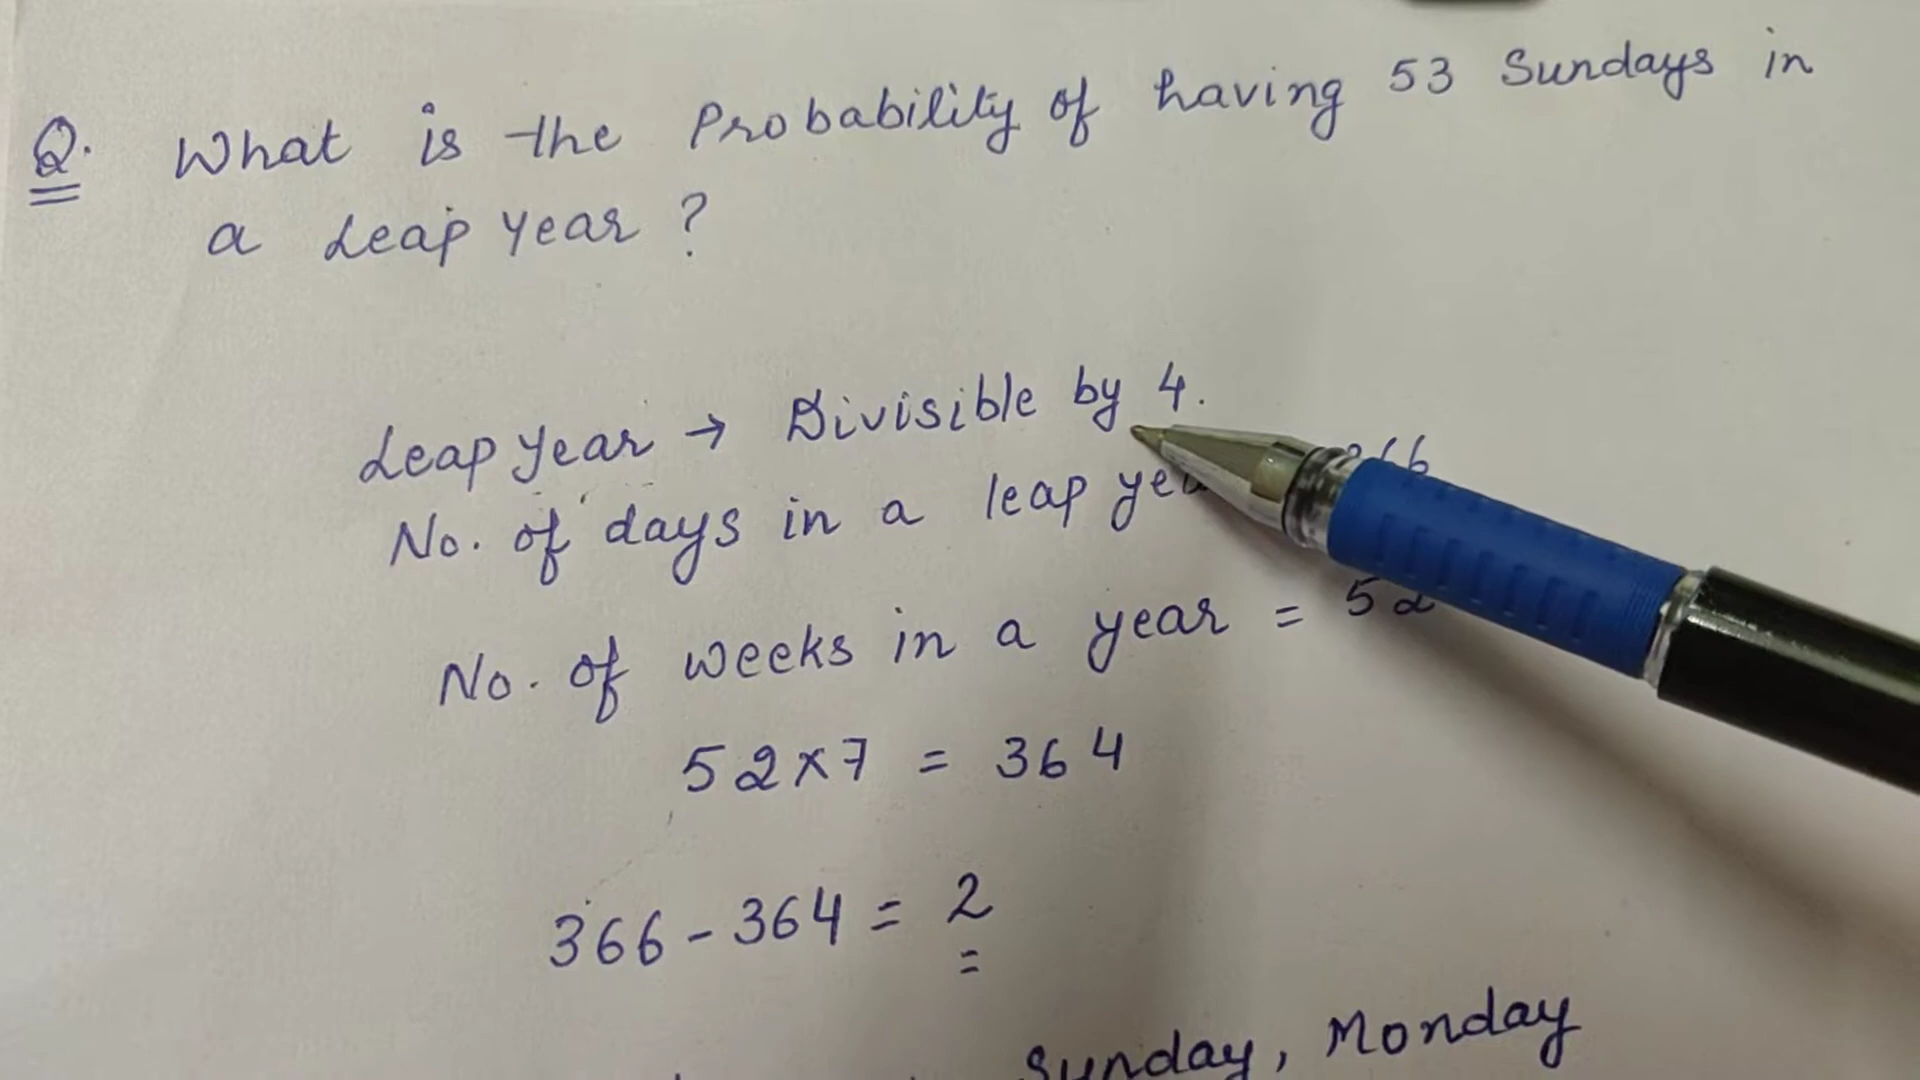 Q. What is the Probability of having 53 Sundays in
a Leap Year ?
Leap Year → Divisible by 4.
No. of days in a leap
No. of weeks in a year = 52
52×7 = 364
366-364 = 2
Sunday, Monday